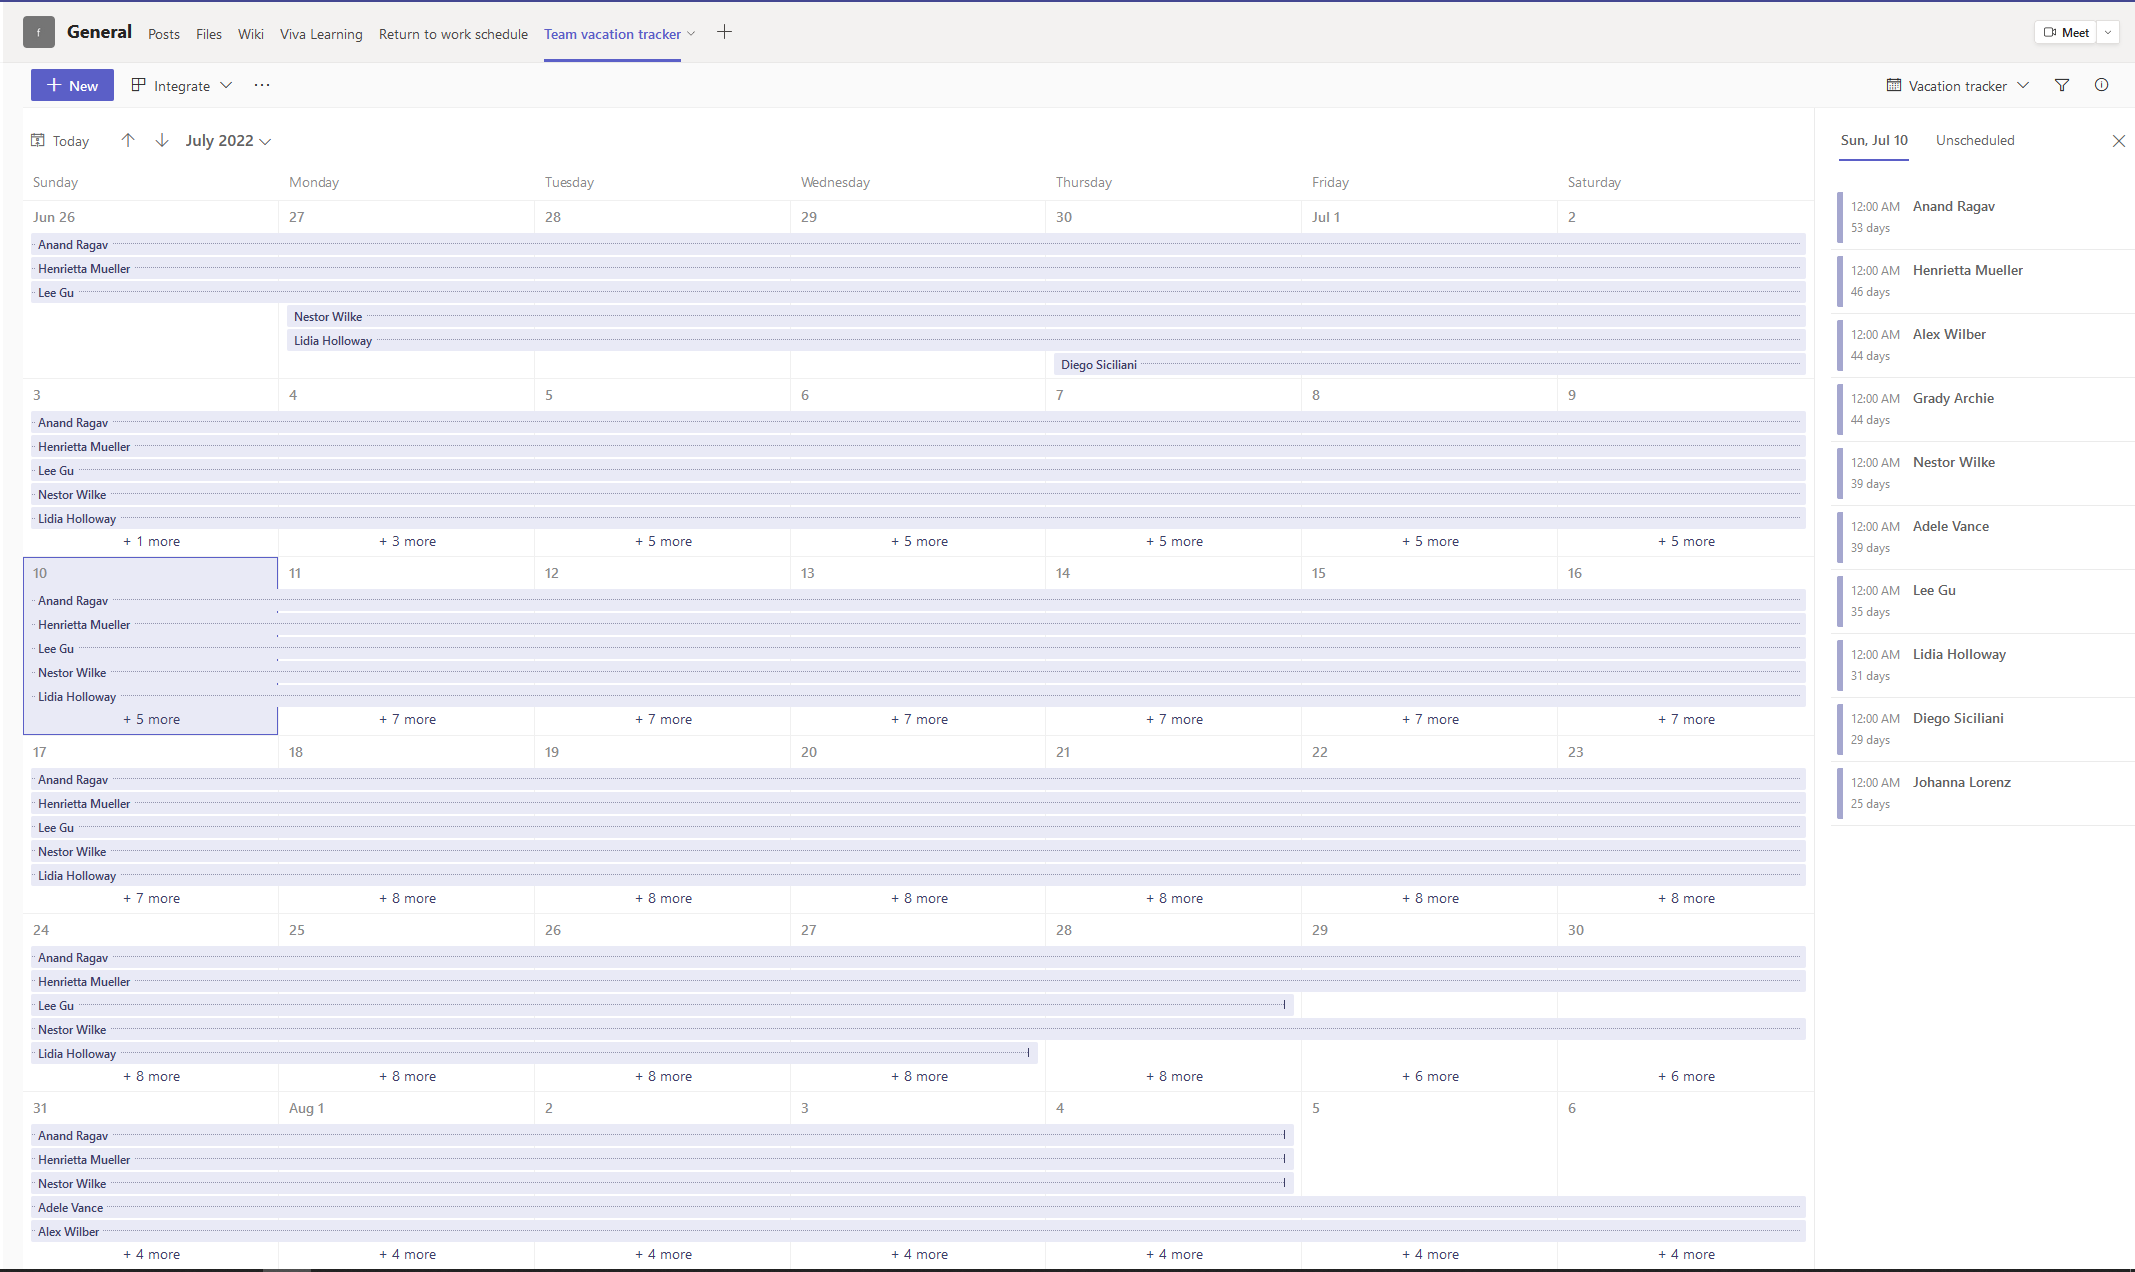 f General Posts Files Wiki Viva Learning Return to work schedule Team vacation tracker Meet
New Integrate ... Vacation tracker
Today July 2022
Sunday Monday Tuesday Wednesday Thursday Friday Saturday
Jun 26 27 28 29 30 Jul 1 2
Anand Ragav
Henrietta Mueller
Lee Gu
Nestor Wilke
Lidia Holloway
Diego Siciliani
3 4 5 6 7 8 9
Anand Ragav
Henrietta Mueller
Lee Gu
Nestor Wilke
Lidia Holloway
+ 1 more + 3 more + 5 more + 5 more + 5 more + 5 more + 5 more
10 11 12 13 14 15 16
Anand Ragav
Henrietta Mueller
Lee Gu
Nestor Wilke
Lidia Holloway
+ 5 more + 7 more + 7 more + 7 more + 7 more + 7 more + 7 more
17 18 19 20 21 22 23
Anand Ragav
Henrietta Mueller
Lee Gu
Nestor Wilke
Lidia Holloway
+ 7 more + 8 more + 8 more + 8 more + 8 more + 8 more + 8 more
24 25 26 27 28 29 30
Anand Ragav
Henrietta Mueller
Lee Gu
Nestor Wilke
Lidia Holloway
+ 8 more + 8 more + 8 more + 8 more + 8 more + 6 more + 6 more
31 Aug 1 2 3 4 5 6
Anand Ragav
Henrietta Mueller
Nestor Wilke
Adele Vance
Alex Wilber
+ 4 more + 4 more + 4 more + 4 more + 4 more + 4 more + 4 more
Sun, Jul 10 Unscheduled
12:00 AM Anand Ragav
53 days
12:00 AM Henrietta Mueller
46 days
12:00 AM Alex Wilber
44 days
12:00 AM Grady Archie
44 days
12:00 AM Nestor Wilke
39 days
12:00 AM Adele Vance
39 days
12:00 AM Lee Gu
35 days
12:00 AM Lidia Holloway
31 days
12:00 AM Diego Siciliani
29 days
12:00 AM Johanna Lorenz
25 days